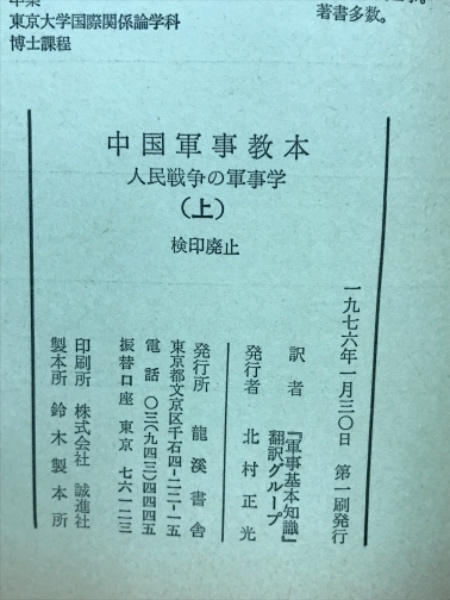 東京大学国際関係論学科
博士課程
著書多数。
中国軍事教本
人民戦争の軍事学
(上)
検印廃止
一九七六年一月三〇日 第一刷発行
訳者 『軍事基本知識』
翻訳グループ
発行者 北村正光
発行所 龍溪書舎
東京都文京区千石四-二二-一五
電話 〇三(九四三)四四四五
振替口座 東京 七六一二三
印刷所 株式会社 誠進社
製本所 鈴木製本所